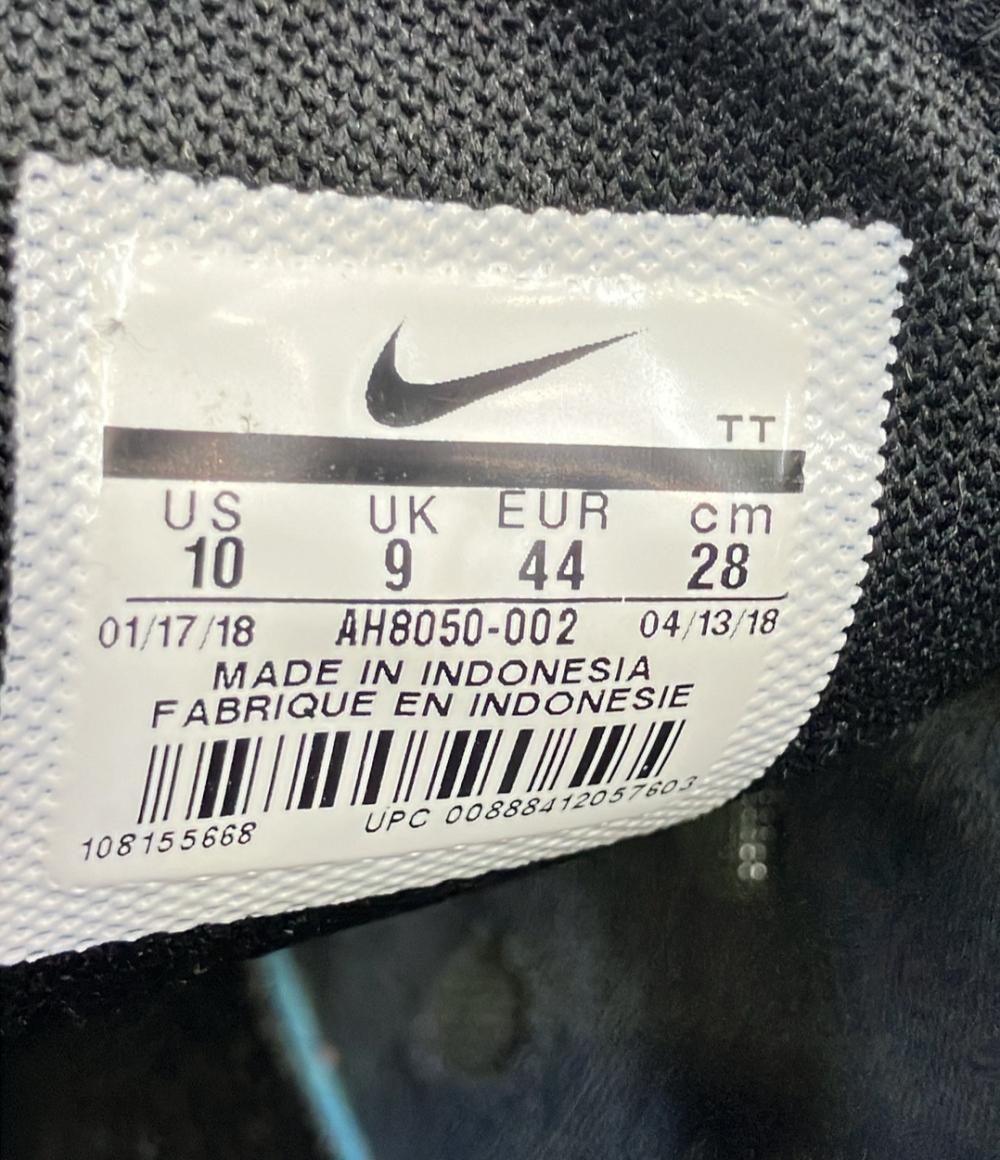 TT
US UK EUR cm
10 9 44 28
01/17/18 AH8050-002 04/13/18
MADE IN INDONESIA
FABRIQUE EN INDONESIE
108155668 UPC 00888412057603